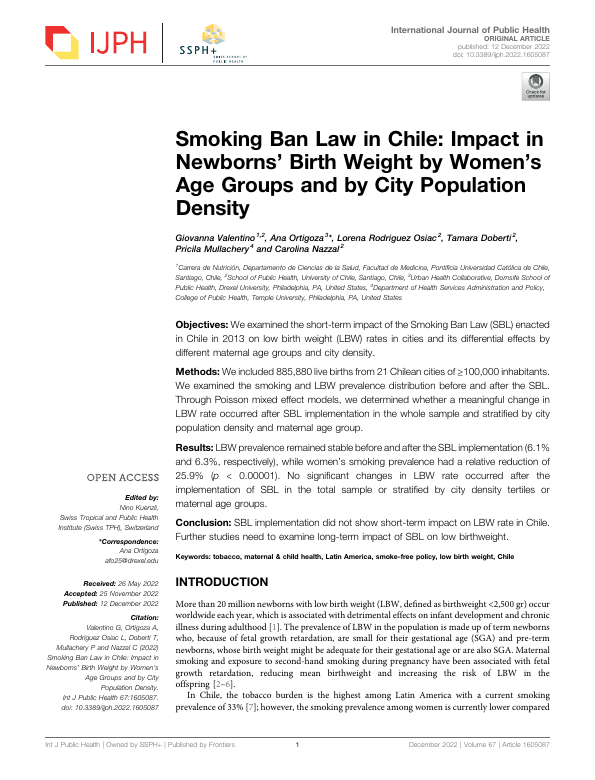 IJPH
SSPH+
SWISS SCHOOL OF
PUBLIC HEALTH
International Journal of Public Health
ORIGINAL ARTICLE
published: 12 December 2022
doi: 10.3389/ijph.2022.1605087
Check for
updates
Smoking Ban Law in Chile: Impact in
Newborns’ Birth Weight by Women’s
Age Groups and by City Population
Density
Giovanna Valentino 1,2, Ana Ortigoza 3*, Lorena Rodriguez Osiac 2, Tamara Doberti 2,
Pricila Mullachery 4 and Carolina Nazzal 2
1Carrera de Nutrición, Departamento de Ciencias de la Salud, Facultad de Medicina, Pontificia Universidad Católica de Chile,
Santiago, Chile, 2School of Public Health, University of Chile, Santiago, Chile, 3Urban Health Collaborative, Dornsife School of
Public Health, Drexel University, Philadelphia, PA, United States, 4Department of Health Services Administration and Policy,
College of Public Health, Temple University, Philadelphia, PA, United States
Objectives: We examined the short-term impact of the Smoking Ban Law (SBL) enacted
in Chile in 2013 on low birth weight (LBW) rates in cities and its differential effects by
different maternal age groups and city density.
Methods: We included 885,880 live births from 21 Chilean cities of ≥100,000 inhabitants.
We examined the smoking and LBW prevalence distribution before and after the SBL.
Through Poisson mixed effect models, we determined whether a meaningful change in
LBW rate occurred after SBL implementation in the whole sample and stratified by city
population density and maternal age group.
Results: LBW prevalence remained stable before and after the SBL implementation (6.1%
and 6.3%, respectively), while women’s smoking prevalence had a relative reduction of
25.9% (p < 0.00001). No significant changes in LBW rate occurred after the
implementation of SBL in the total sample or stratified by city density tertiles or
maternal age groups.
Conclusion: SBL implementation did not show short-term impact on LBW rate in Chile.
Further studies need to examine long-term impact of SBL on low birthweight.
Keywords: tobacco, maternal & child health, Latin America, smoke-free policy, low birth weight, Chile
OPEN ACCESS
Edited by:
Nino Kuenzli,
Swiss Tropical and Public Health
Institute (Swiss TPH), Switzerland
*Correspondence:
Ana Ortigoza
afo25@drexel.edu
Received: 26 May 2022
Accepted: 25 November 2022
Published: 12 December 2022
Citation:
Valentino G, Ortigoza A,
Rodriguez Osiac L, Doberti T,
Mullachery P and Nazzal C (2022)
Smoking Ban Law in Chile: Impact in
Newborns’ Birth Weight by Women’s
Age Groups and by City
Population Density.
Int J Public Health 67:1605087.
doi: 10.3389/ijph.2022.1605087
INTRODUCTION
More than 20 million newborns with low birth weight (LBW, defined as birthweight <2,500 gr) occur
worldwide each year, which is associated with detrimental effects on infant development and chronic
illness during adulthood [1]. The prevalence of LBW in the population is made up of term newborns
who, because of fetal growth retardation, are small for their gestational age (SGA) and pre-term
newborns, whose birth weight might be adequate for their gestational age or are also SGA. Maternal
smoking and exposure to second-hand smoking during pregnancy have been associated with fetal
growth retardation, reducing mean birthweight and increasing the risk of LBW in the
offspring [2–6].
In Chile, the tobacco burden is the highest among Latin America with a current smoking
prevalence of 33% [7]; however, the smoking prevalence among women is currently lower compared
Int J Public Health | Owned by SSPH+ | Published by Frontiers
1
December 2022 | Volume 67 | Article 1605087